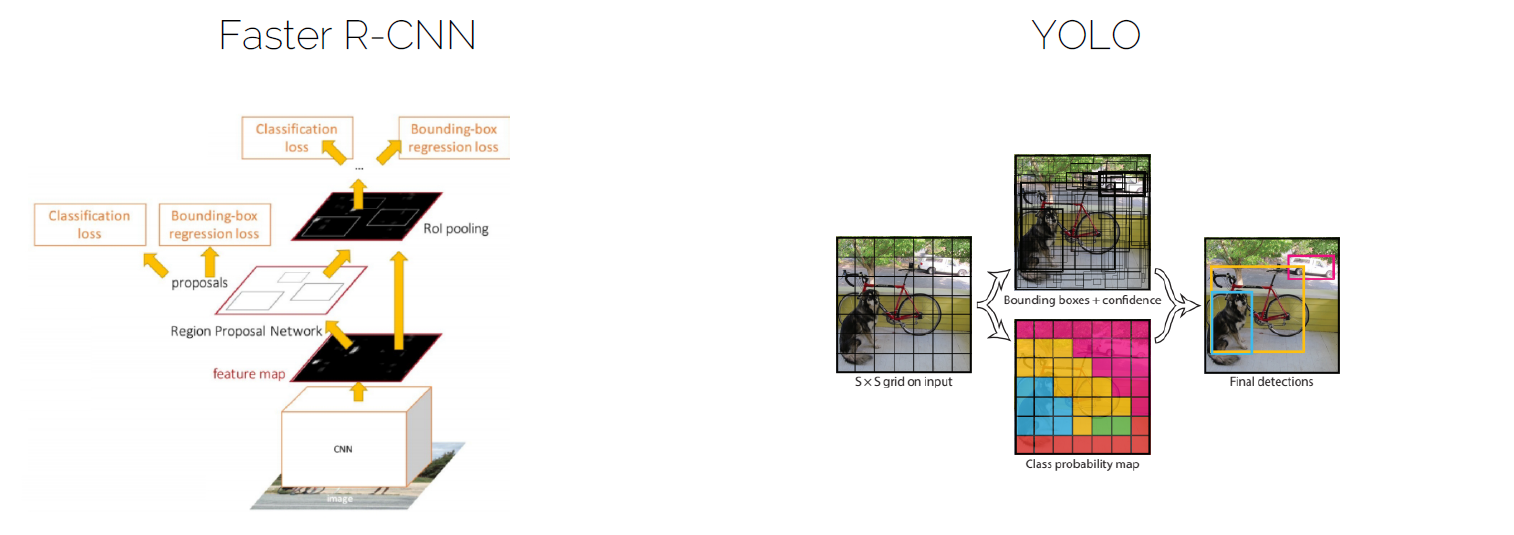 Faster R-CNN
YOLO
Classification
loss
Bounding-box
regression loss
...
Classification
loss
Bounding-box
regression loss
RoI pooling
proposals
Region Proposal Network
feature map
CNN
image
S × S grid on input
Bounding boxes + confidence
Class probability map
Final detections